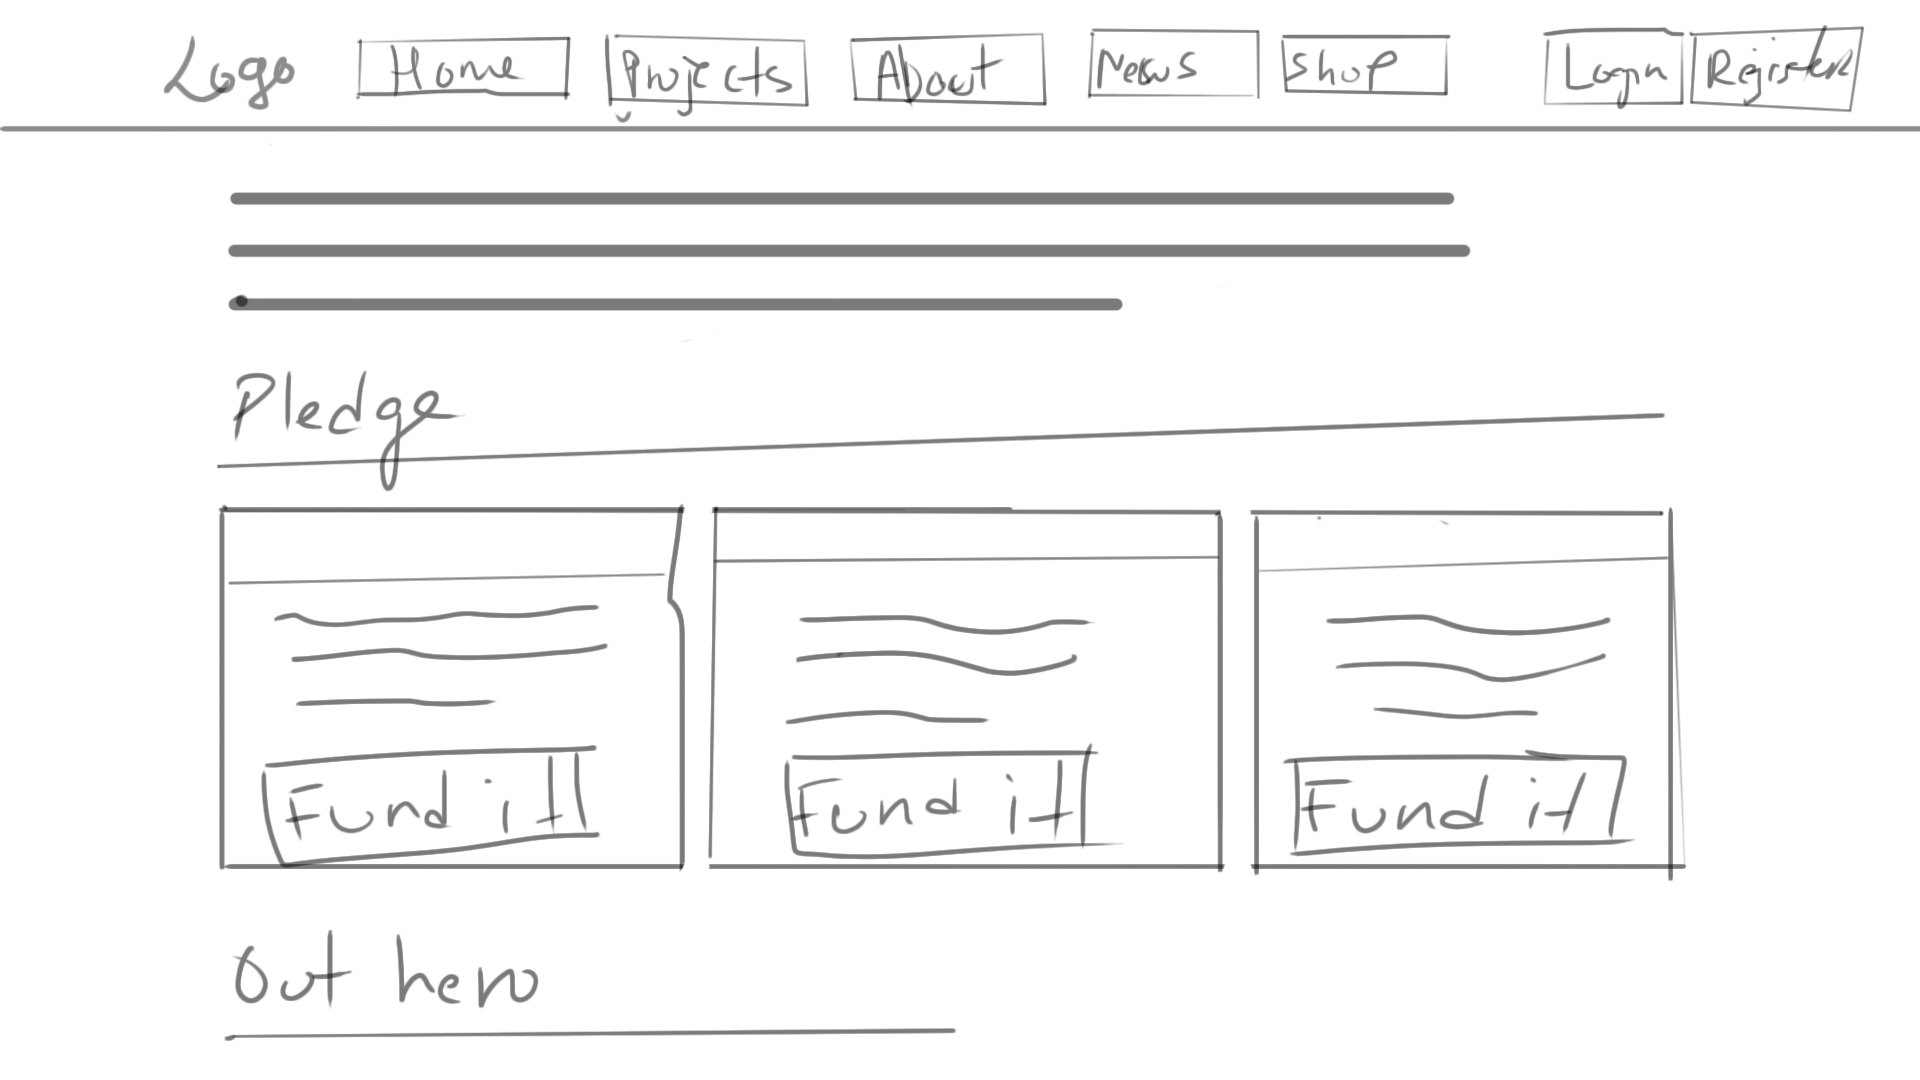 Logo Home Projects About News Shop Login Register
Pledge
Fund it Fund it Fund it
Out hero